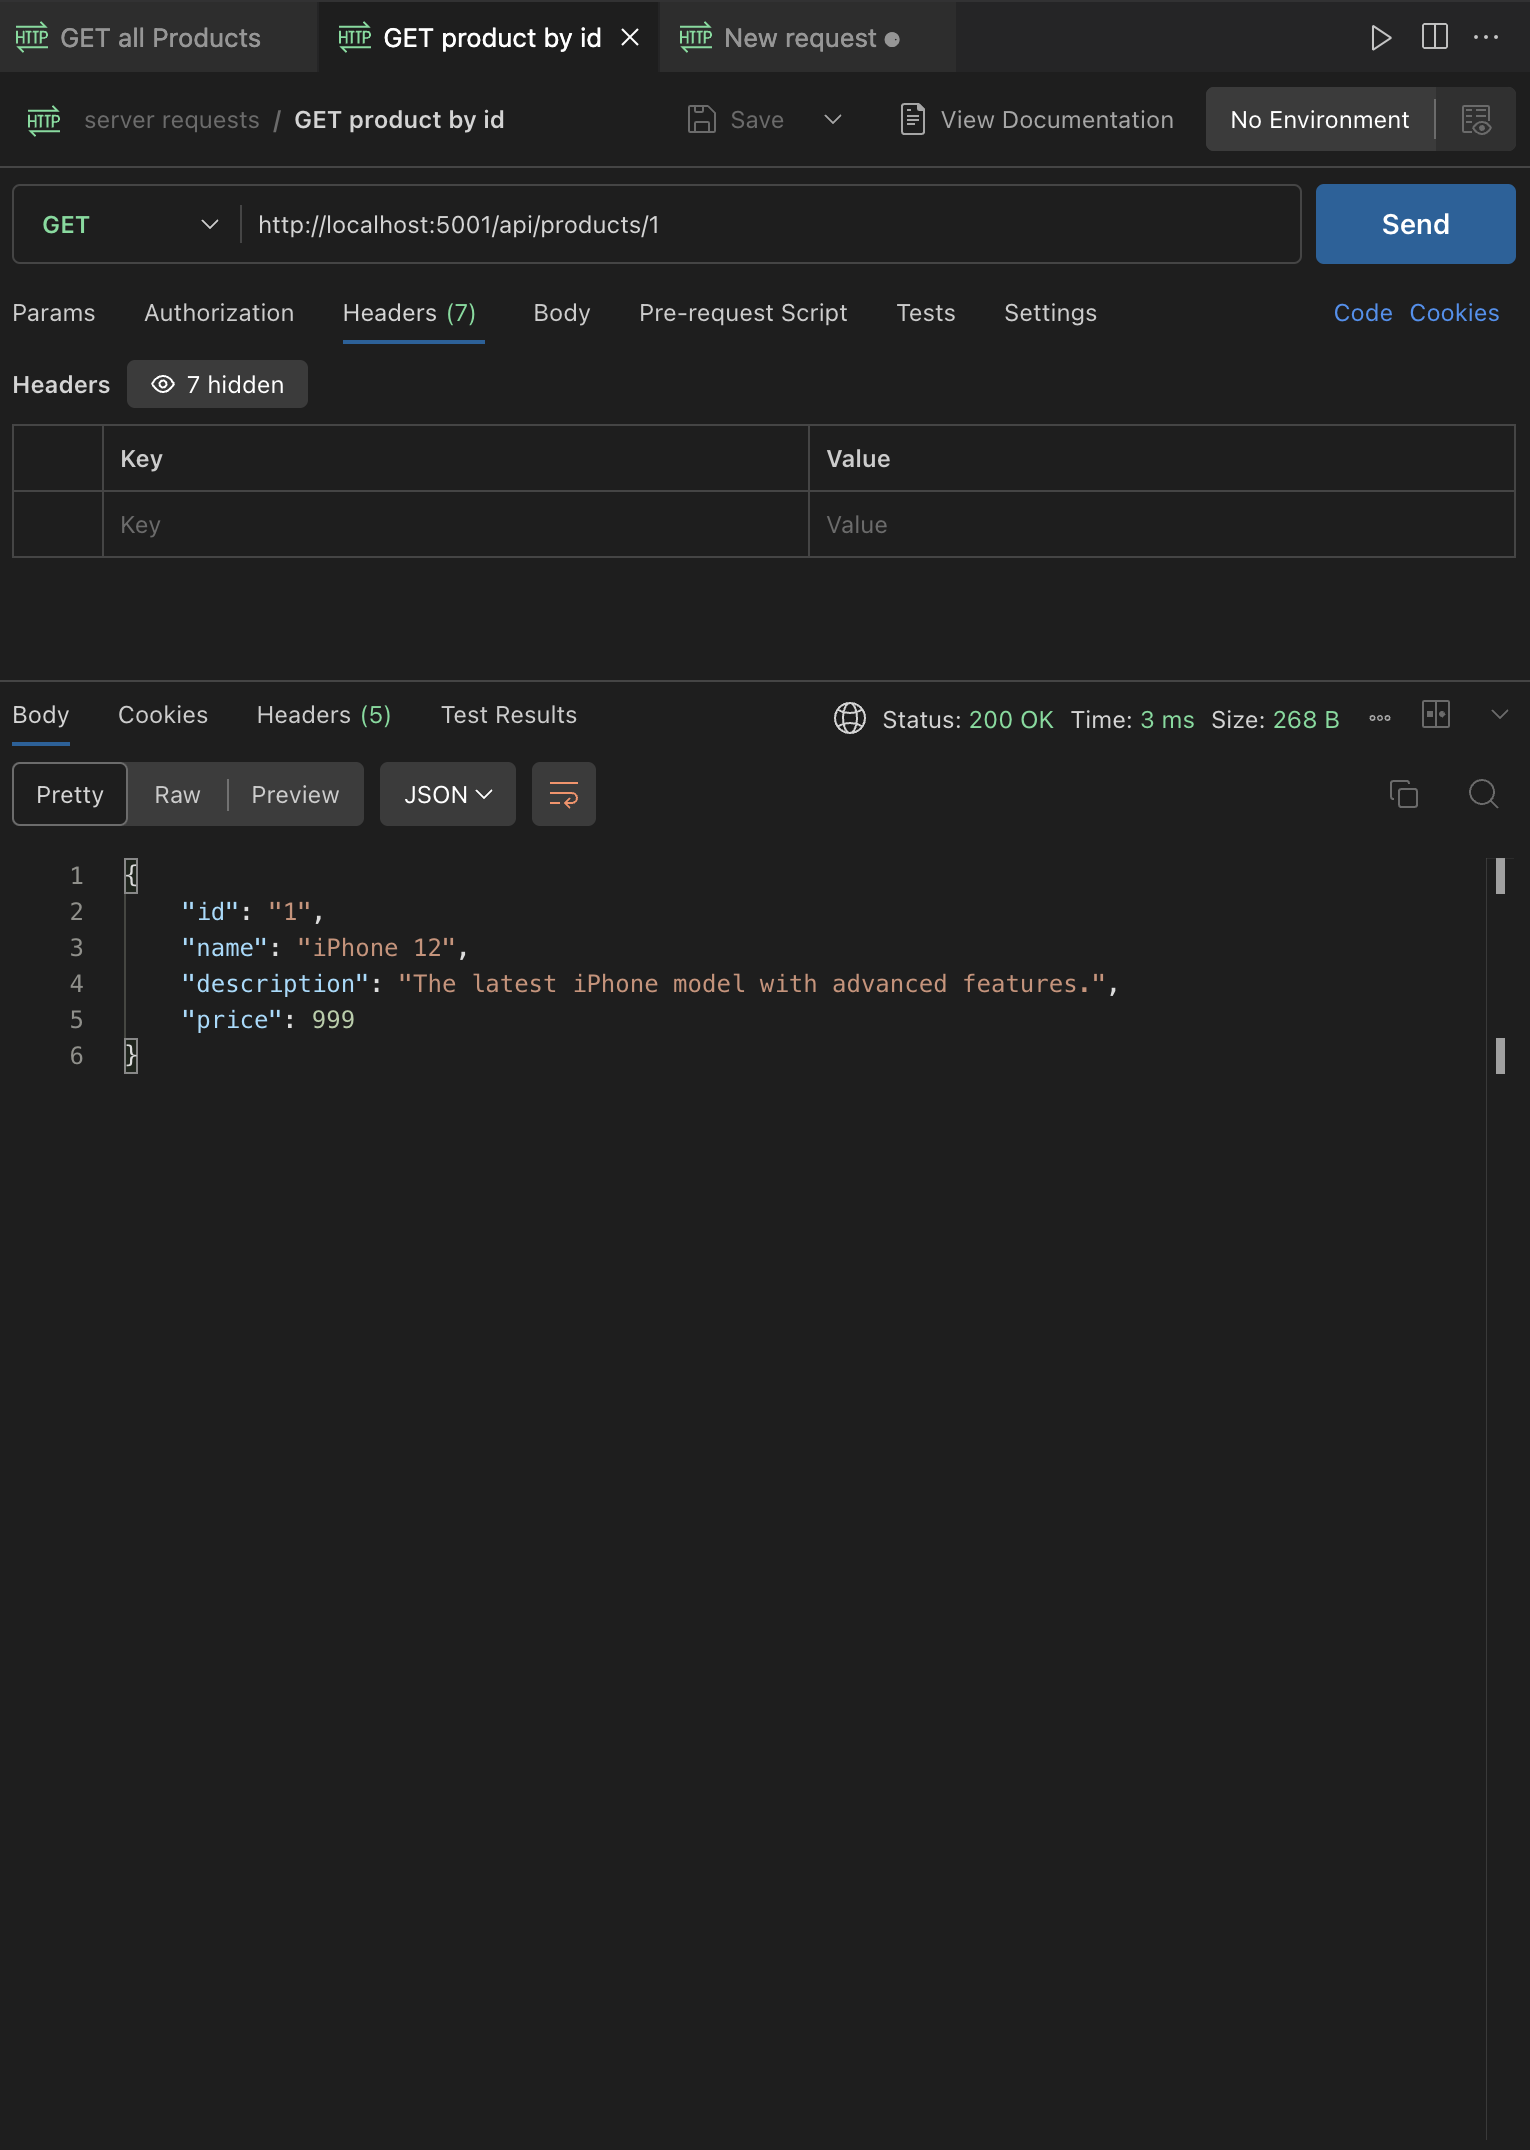 HTTP GET all Products HTTP GET product by id HTTP New request
HTTP server requests / GET product by id Save View Documentation No Environment
GET http://localhost:5001/api/products/1 Send
Params Authorization Headers (7) Body Pre-request Script Tests Settings Code Cookies
Headers 7 hidden
Key Value
Key Value
Body Cookies Headers (5) Test Results Status: 200 OK Time: 3 ms Size: 268 B
Pretty Raw Preview JSON
1 {
2 "id": "1",
3 "name": "iPhone 12",
4 "description": "The latest iPhone model with advanced features.",
5 "price": 999
6 }